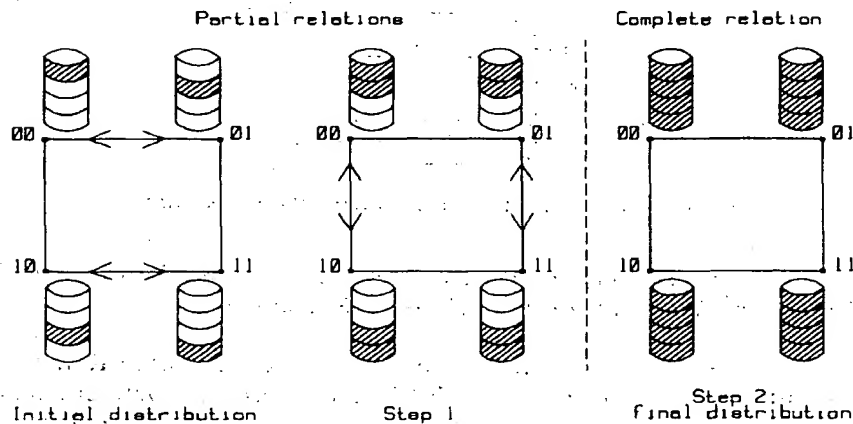 Partial relations
Complete relation
00
01
00
01
00
01
10
11
10
11
10
11
Initial distribution
Step 1
Step 2:
final distribution